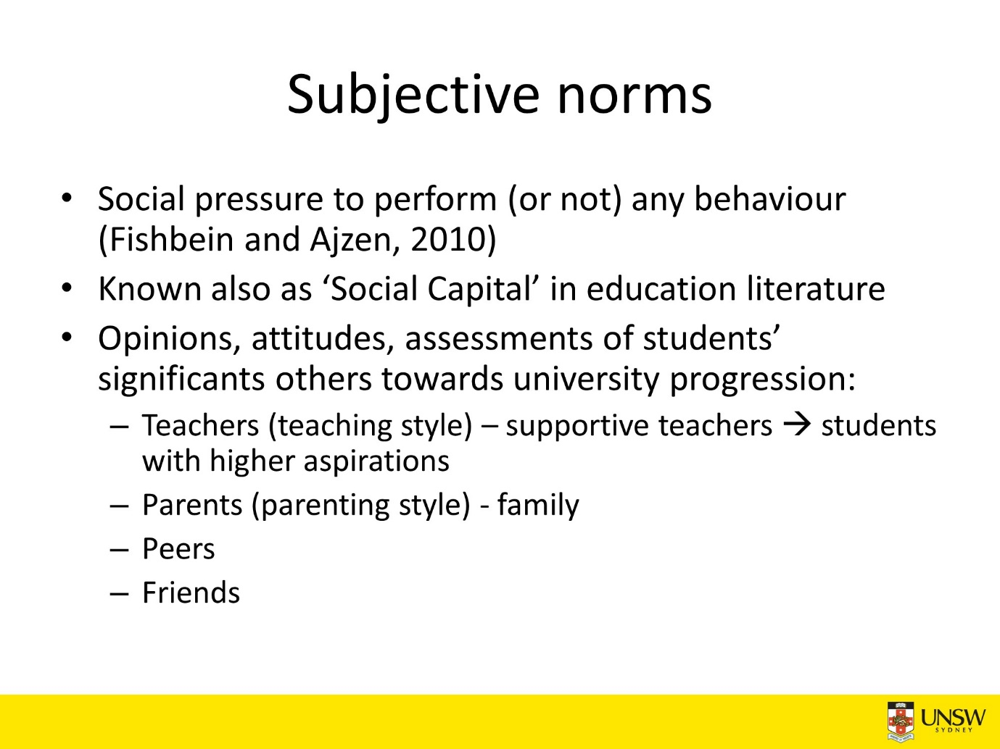 Subjective norms
• Social pressure to perform (or not) any behaviour
(Fishbein and Ajzen, 2010)
• Known also as ‘Social Capital’ in education literature
• Opinions, attitudes, assessments of students’
significants others towards university progression:
– Teachers (teaching style) – supportive teachers → students
with higher aspirations
– Parents (parenting style) - family
– Peers
– Friends
UNSW
SYDNEY